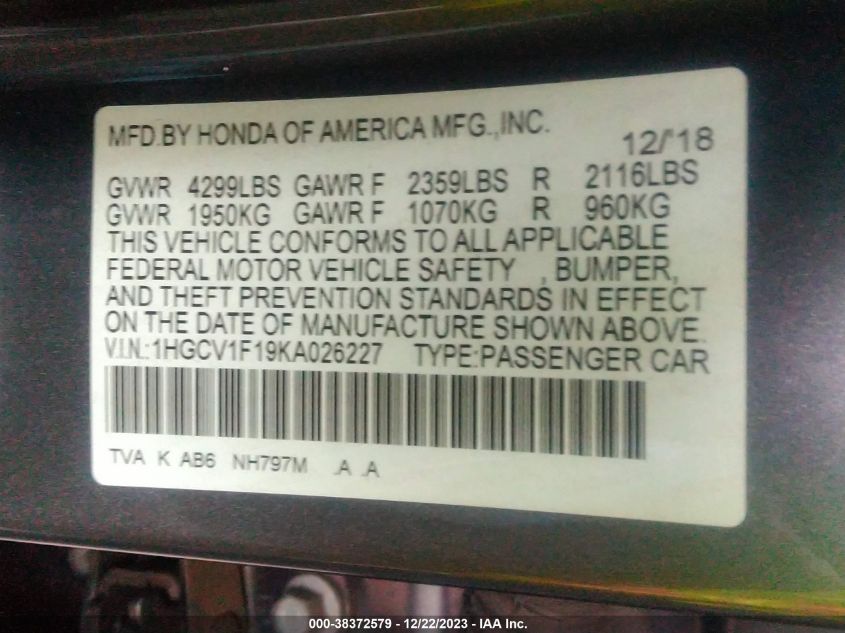 MFD.BY HONDA OF AMERICA MFG.,INC.
12/'18
GVWR 4299LBS GAWR F 2359LBS R 2116LBS
GVWR 1950KG GAWR F 1070KG R 960KG
THIS VEHICLE CONFORMS TO ALL APPLICABLE
FEDERAL MOTOR VEHICLE SAFETY , BUMPER,
AND THEFT PREVENTION STANDARDS IN EFFECT
ON THE DATE OF MANUFACTURE SHOWN ABOVE.
V.I.N.:1HGCV1F19KA026227 TYPE:PASSENGER CAR
TVA K AB6 NH797M .A .A
000-38372579 - 12/22/2023 - IAA Inc.